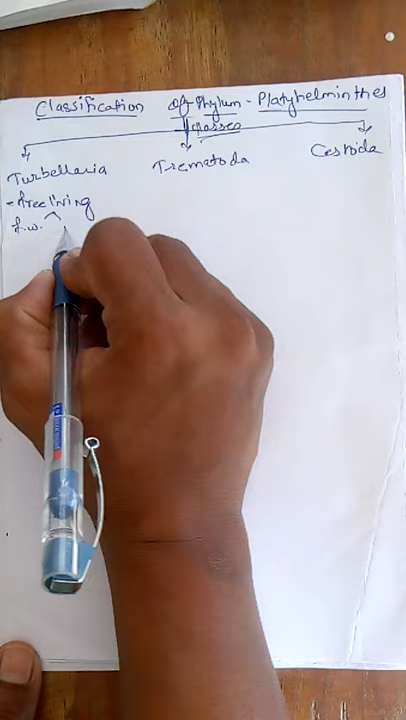 Classification Of Phylum - Platyhelminthes
Classes
Turbellaria Trematoda Cestoda
- free living
f.w.